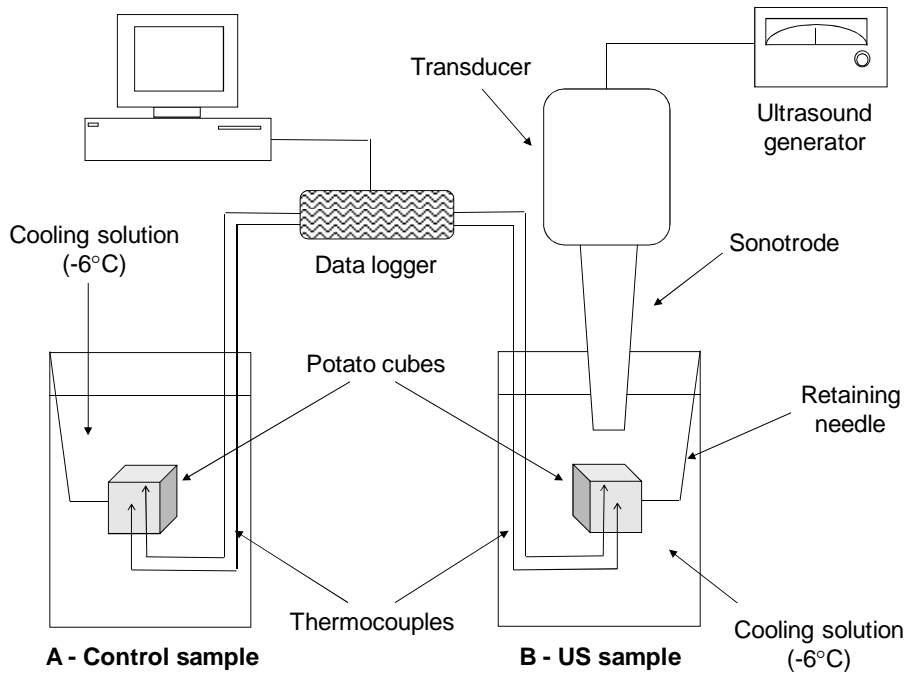 Transducer
Ultrasound
generator
Cooling solution
(-6°C)
Data logger
Sonotrode
Potato cubes
Retaining
needle
Thermocouples
Cooling solution
(-6°C)
A - Control sample
B - US sample